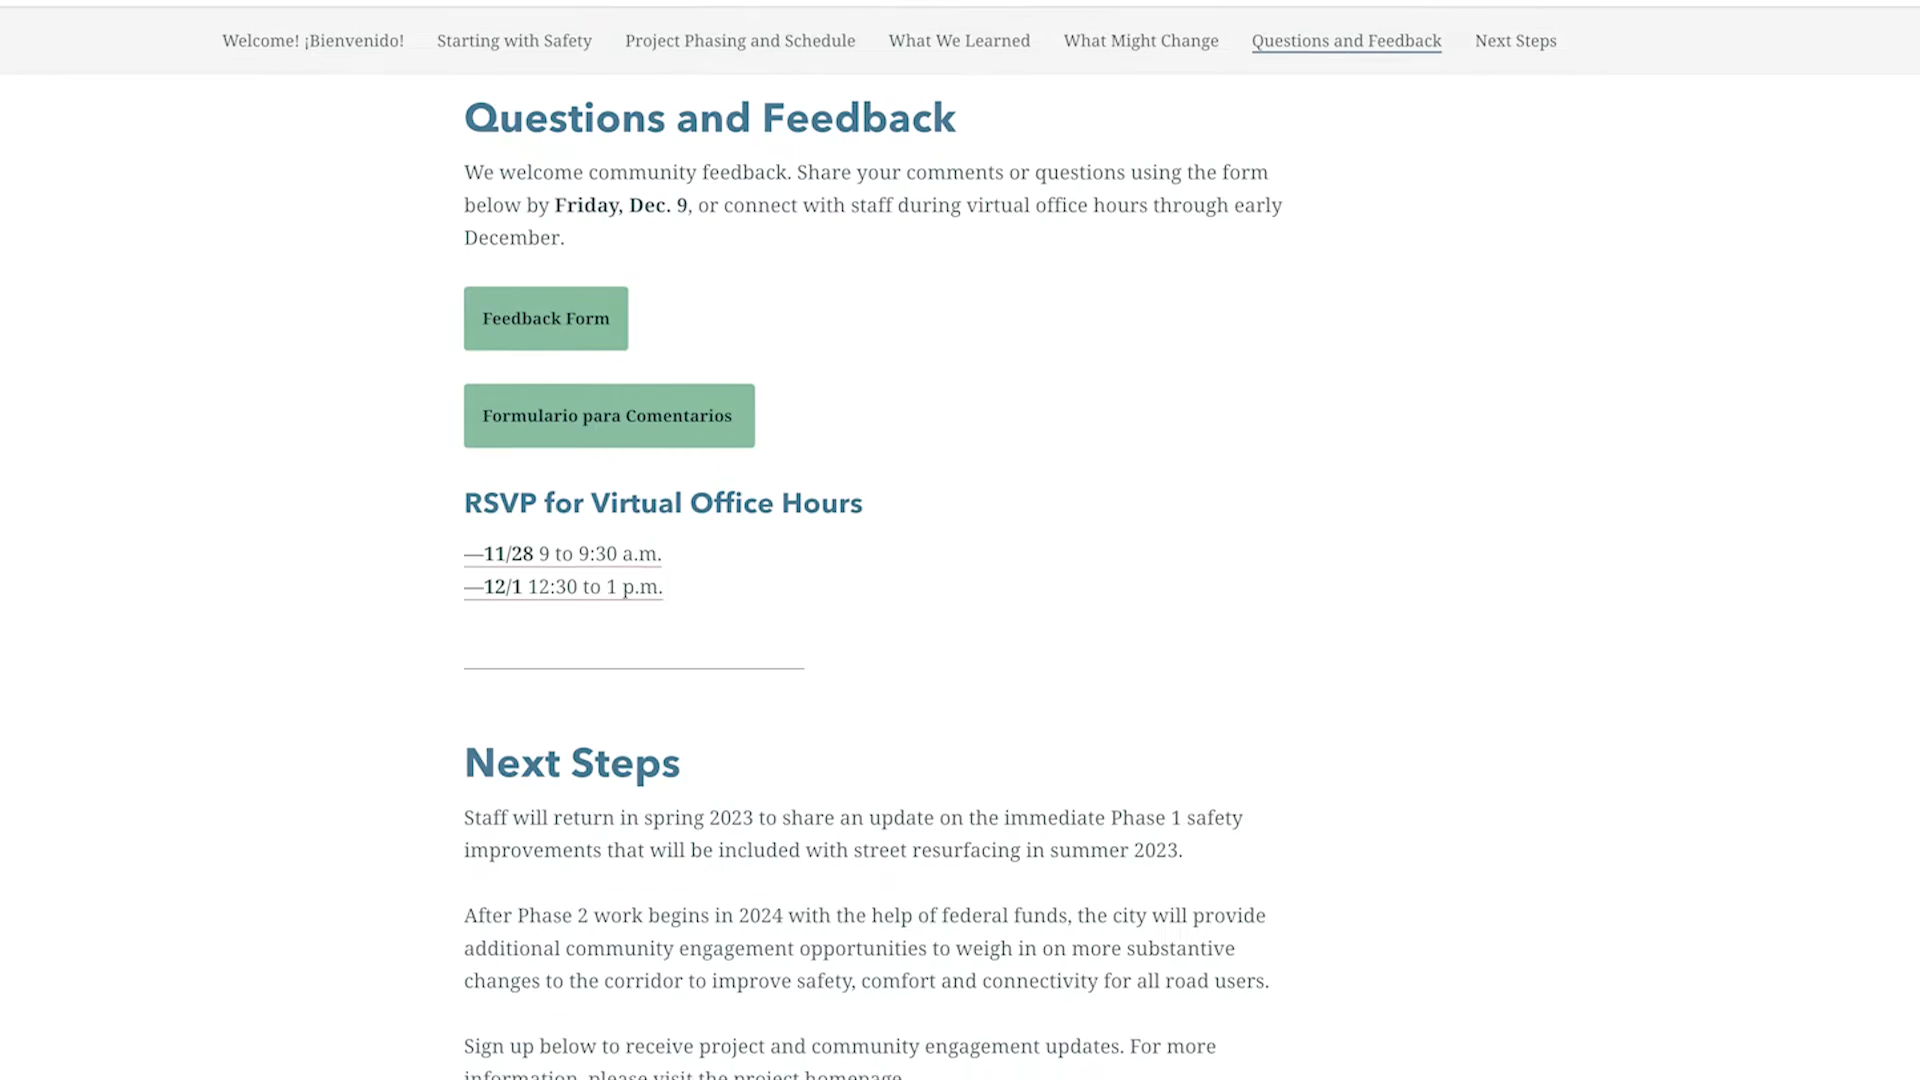 Welcome! ¡Bienvenido! Starting with Safety Project Phasing and Schedule What We Learned What Might Change Questions and Feedback Next Steps
Questions and Feedback
We welcome community feedback. Share your comments or questions using the form
below by Friday, Dec. 9, or connect with staff during virtual office hours through early
December.
Feedback Form
Formulario para Comentarios
RSVP for Virtual Office Hours
—11/28 9 to 9:30 a.m.
—12/1 12:30 to 1 p.m.
Next Steps
Staff will return in spring 2023 to share an update on the immediate Phase 1 safety
improvements that will be included with street resurfacing in summer 2023.
After Phase 2 work begins in 2024 with the help of federal funds, the city will provide
additional community engagement opportunities to weigh in on more substantive
changes to the corridor to improve safety, comfort and connectivity for all road users.
Sign up below to receive project and community engagement updates. For more
information, please visit the project homepage.